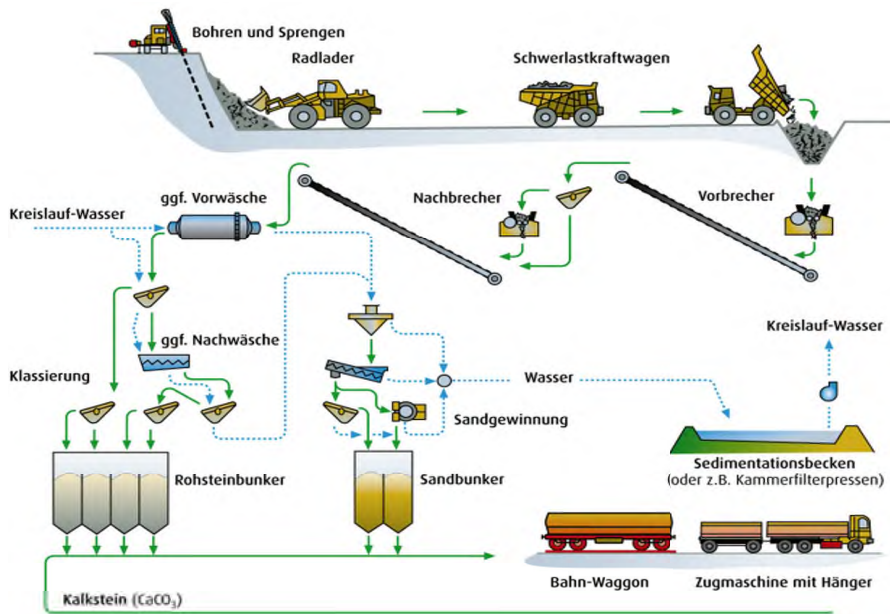 Bohren und Sprengen
Radlader
Schwerlastkraftwagen
ggf. Vorwäsche
Nachbrecher
Vorbrecher
Kreislauf-Wasser
Kreislauf-Wasser
ggf. Nachwäsche
Klassierung
Wasser
Sandgewinnung
Sedimentationsbecken
(oder z.B. Kammerfilterpressen)
Rohsteinbunker
Sandbunker
Bahn-Waggon
Zugmaschine mit Hänger
Kalkstein (CaCO₃)